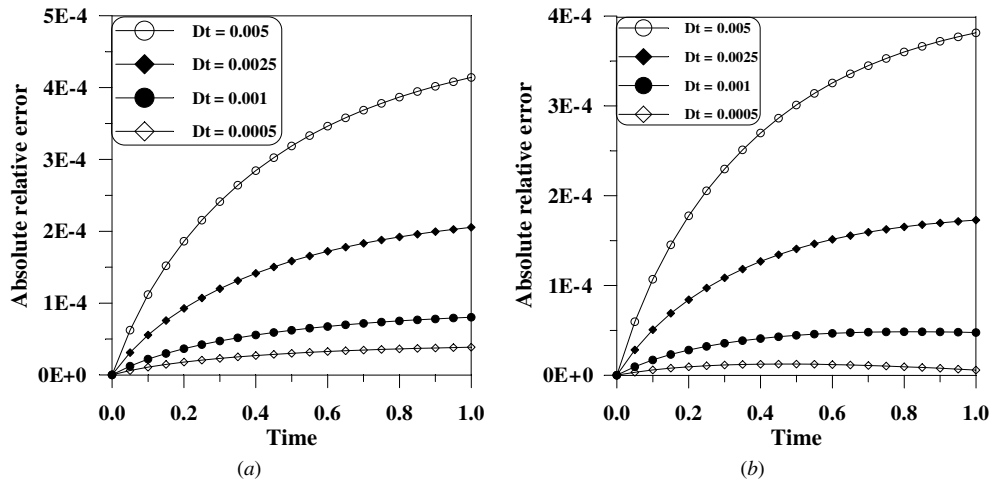 5E-4
4E-4
3E-4
2E-4
1E-4
0E+0
Absolute relative error
Dt = 0.005
Dt = 0.0025
Dt = 0.001
Dt = 0.0005
0.0 0.2 0.4 0.6 0.8 1.0
Time
(a)
4E-4
3E-4
2E-4
1E-4
0E+0
Absolute relative error
Dt = 0.005
Dt = 0.0025
Dt = 0.001
Dt = 0.0005
0.0 0.2 0.4 0.6 0.8 1.0
Time
(b)